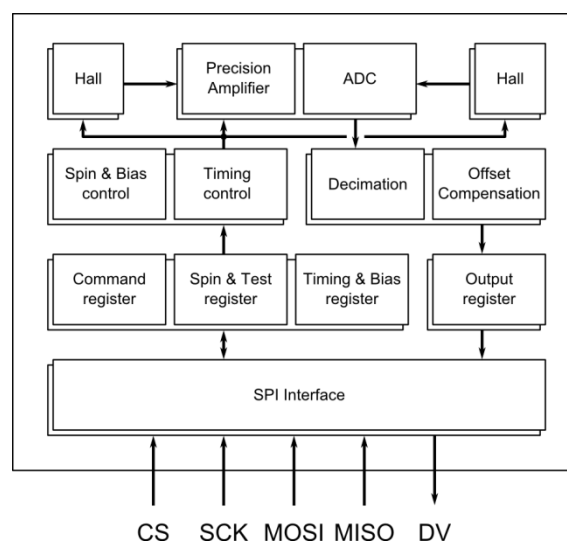 Hall
Precision
Amplifier
ADC
Hall
Spin & Bias
control
Timing
control
Decimation
Offset
Compensation
Command
register
Spin & Test
register
Timing & Bias
register
Output
register
SPI Interface
CS SCK MOSI MISO DV